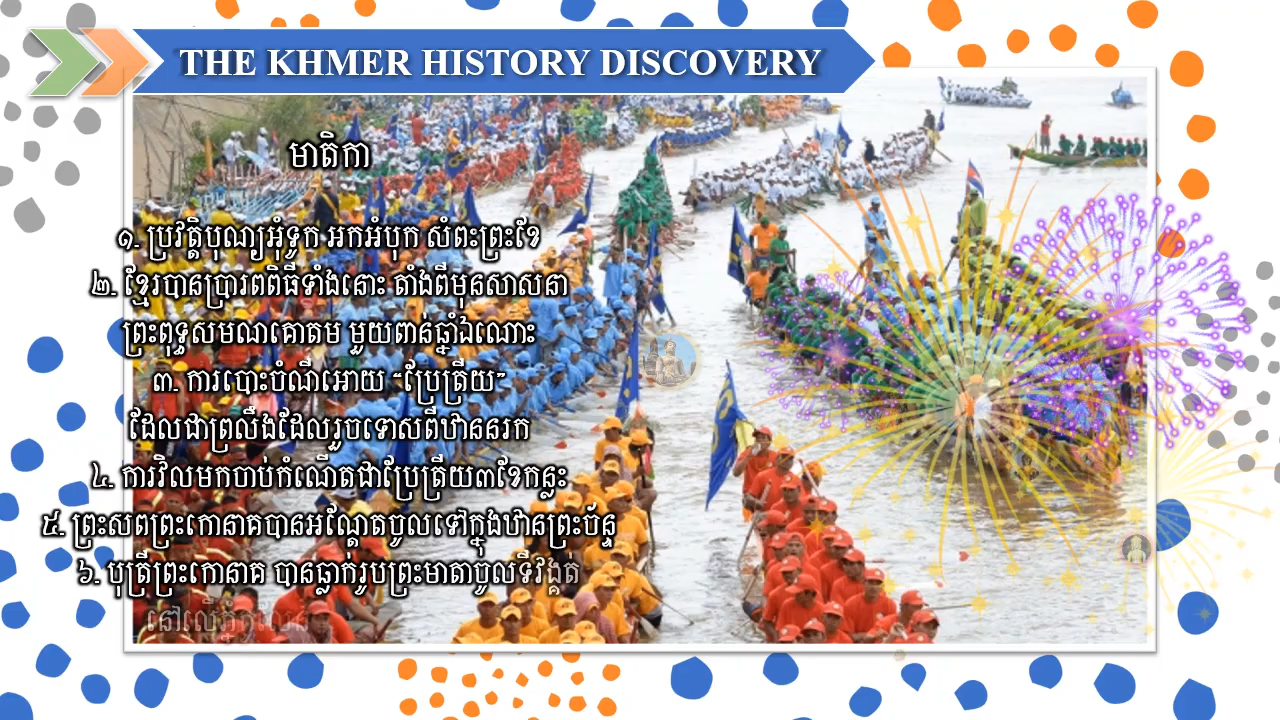 THE KHMER HISTORY DISCOVERY
មាតិកា
១. ប្រវត្តិបុណ្យអុំទូក អកអំបុក សំពះព្រះខែ
២. ខ្មែរបានប្រារពពិធីទាំងនោះ តាំងពីមុនសាសនា
ព្រះពុទ្ធសមណគោតម មួយពាន់ឆ្នាំឯណោះ
៣. ការបោះបំណីអោយ “ប្រែត្រីយ”
ដែលជាព្រលឹងដែលរួចទោសពីឋាននរក
៤. ការវិលមកចាប់កំណើតជាប្រែត្រីយ៣ខែកន្លះ
៥. ព្រះសពព្រះកោនាគបានអណ្តែតចូលទៅក្នុងឋានព្រះច័ន្ទ
៦. បុត្រីព្រះកោនាគ បានធ្លាក់រូបព្រះមាតាចូលទីវង្គត់
នៅលើភ្នំគូលែន